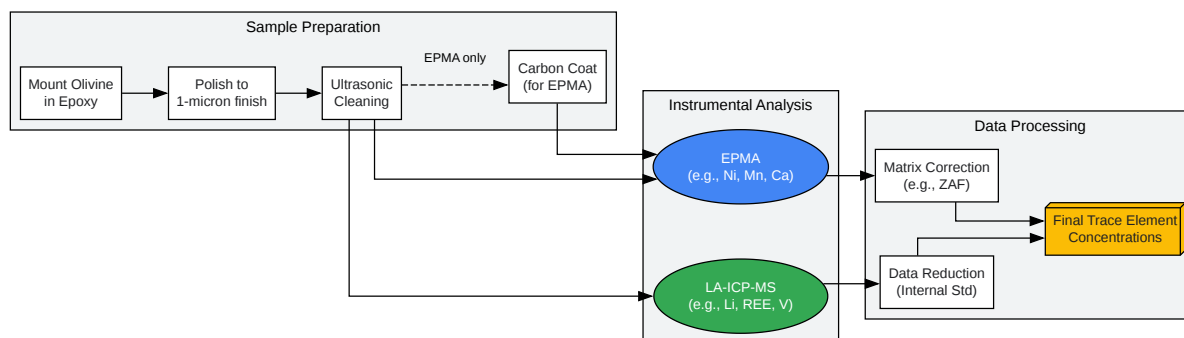 Sample Preparation
Mount Olivine
in Epoxy
Polish to
1-micron finish
Ultrasonic
Cleaning
EPMA only
Carbon Coat
(for EPMA)
Instrumental Analysis
EPMA
(e.g., Ni, Mn, Ca)
LA-ICP-MS
(e.g., Li, REE, V)
Data Processing
Matrix Correction
(e.g., ZAF)
Data Reduction
(Internal Std)
Final Trace Element
Concentrations